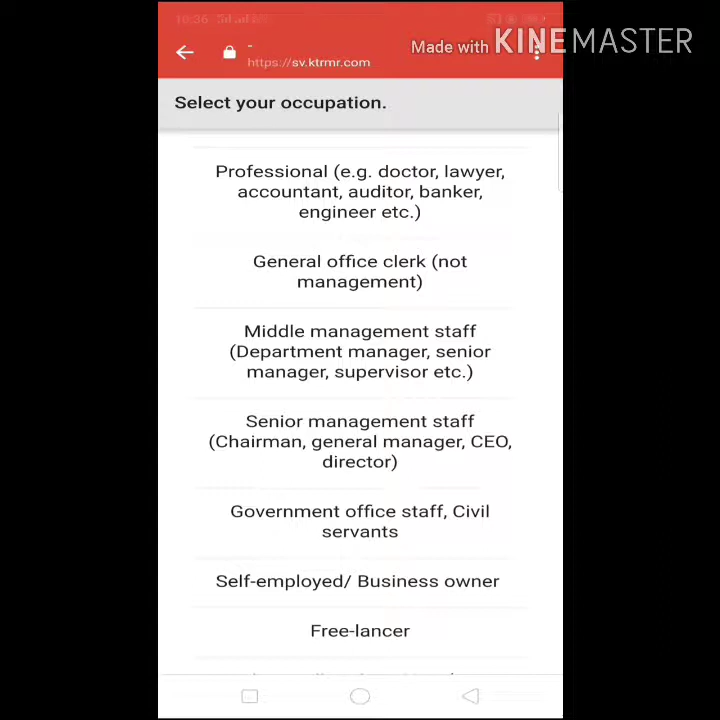 10:36
Made with KINEMASTER
-
https://sv.ktrmr.com
Select your occupation.
Professional (e.g. doctor, lawyer,
accountant, auditor, banker,
engineer etc.)
General office clerk (not
management)
Middle management staff
(Department manager, senior
manager, supervisor etc.)
Senior management staff
(Chairman, general manager, CEO,
director)
Government office staff, Civil
servants
Self-employed/ Business owner
Free-lancer